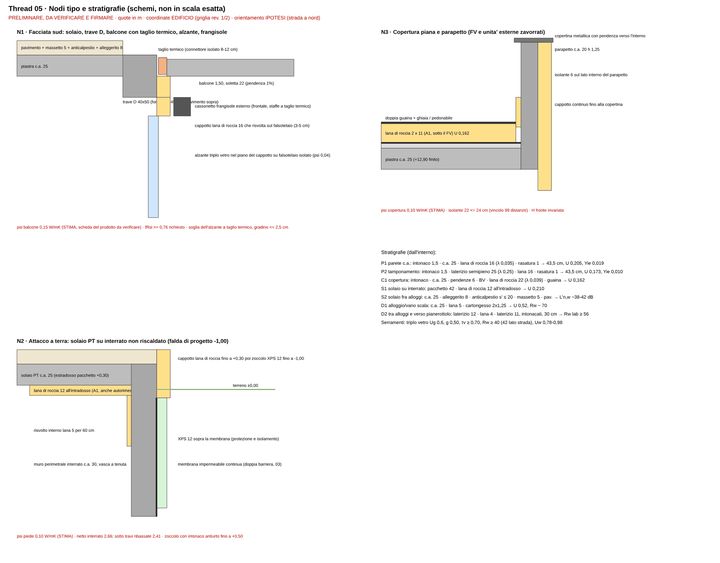 Thread 05 - Nodi tipo e stratigrafie (schemi, non in scala esatta)
PRELIMINARE, DA VERIFICARE E FIRMARE · quote in m · coordinate EDIFICIO (griglia rev. 1/2) · orientamento IPOTESI (strada a nord)
N1 · Facciata sud: solaio, trave D, balcone con taglio termico, alzante, frangisole
pavimento + massetto 5 + anticalpestio + alleggerito 8
taglio termico (connettore isolato 8-12 cm)
piastra c.a. 25
balcone 1,50, soletta 22 (pendenza 1%)
trave D 40x50
cassonetto frangisole esterno (frontale, staffe a taglio termico)
cappotto lana di roccia 16 che risvolta sul falsotelaio (3-5 cm)
alzante triplo vetro nel piano del cappotto su falsotelaio isolato (psi 0,04)
psi balcone 0,15 W/mK (STIMA, scheda del prodotto da verificare) · fRsi >= 0,76 richiesto · soglia dell'alzante a taglio termico, gradino <= 2,5 cm
N3 · Copertura piana e parapetto (FV e unita' esterne zavorrati)
copertina metallica con pendenza verso l'interno
parapetto c.a. 20 h 1,25
isolante 6 sul lato interno del parapetto
cappotto continuo fino alla copertina
doppia guaina + ghiaia / pedonabile
lana di roccia 2 x 11 (A1, sotto il FV) U 0,162
piastra c.a. 25 (+12,90 finito)
psi copertura 0,10 W/mK (STIMA) · isolante 22 <= 24 cm (vincolo 99 distanze) · H fronte invariata
Stratigrafie (dall'interno):
P1 parete c.a.: intonaco 1,5 · c.a. 25 · lana di roccia 16 (λ 0,035) · rasatura 1 → 43,5 cm, U 0,205, Yie 0,019
P2 tamponamento: intonaco 1,5 · laterizio semipieno 25 (λ 0,25) · lana 16 · rasatura 1 → 43,5 cm, U 0,173, Yie 0,010
C1 copertura: intonaco · c.a. 25 · pendenze 6 · BV · lana di roccia 22 (λ 0,039) · guaina → U 0,162
S1 solaio su interrato: pacchetto 42 · lana di roccia 12 all'intradosso → U 0,210
S2 solaio fra alloggi: c.a. 25 · alleggerito 8 · anticalpestio s' ≤ 20 · massetto 5 · pav. → L'n,w ~38-42 dB
D1 alloggio/vano scala: c.a. 25 · lana 5 · cartongesso 2x1,25 → U 0,52, Rw ~ 70
D2 tra alloggi e verso pianerottolo: laterizio 12 · lana 4 · laterizio 11, intonacati, 30 cm → Rw lab ≥ 56
Serramenti: triplo vetro Ug 0,6, g 0,50, τv ≥ 0,70, Rw ≥ 40 (42 lato strada), Uw 0,78-0,98
N2 · Attacco a terra: solaio PT su interrato non riscaldato (falda di progetto -1,00)
cappotto lana di roccia fino a +0,30 poi zoccolo XPS 12 fino a -1,00
solaio PT c.a. 25 (estradosso pacchetto +0,30)
terreno ±0,00
lana di roccia 12 all'intradosso (A1, anche
risvolto interno lana 5 per 60 cm
XPS 12 sopra la membrana (protezione e isolamento)
muro perimetrale interrato c.a. 30, vasca a tenuta
membrana impermeabile continua (doppia barriera, 03)
psi piede 0,10 W/mK (STIMA) · netto interrato 2,66; sotto travi ribassate 2,41 · zoccolo con intonaco antiurto fino a +0,50